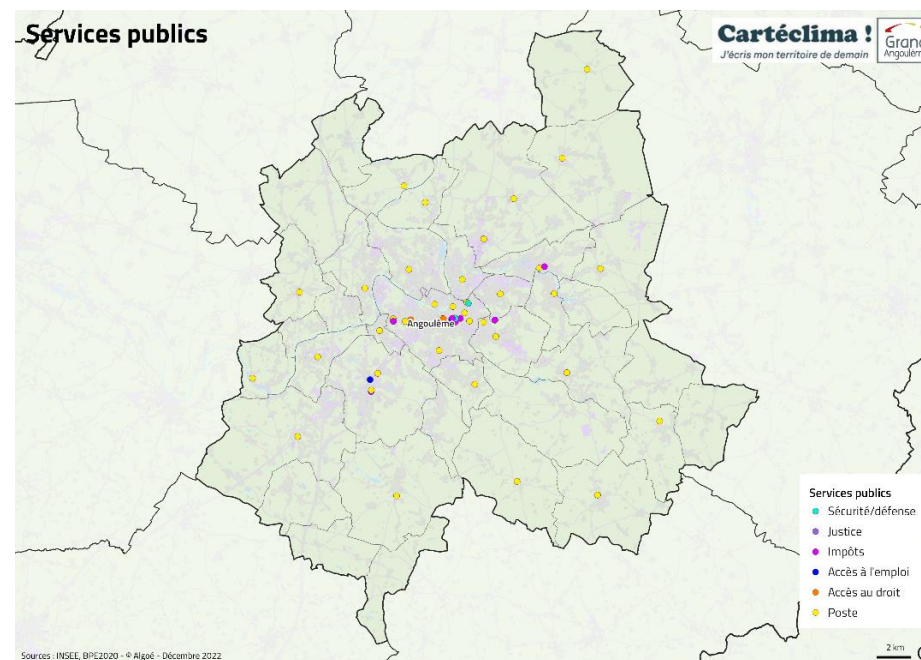 Services publics
Cartéclima !
J'écris mon territoire de demain
Grand
Angoulême
Angoulême
Services publics
Sécurité/défense
Justice
Impôts
Accès à l'emploi
Accès au droit
Poste
Sources : INSEE, BPE2020 - © Algoé - Décembre 2022
2 km